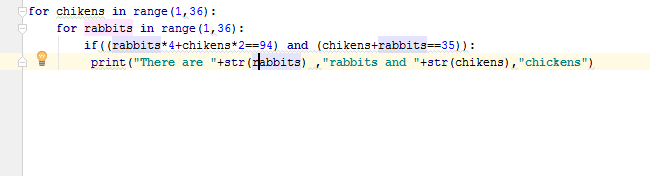 for chikens in range(1,36):
for rabbits in range(1,36):
if((rabbits*4+chikens*2==94) and (chikens+rabbits==35)):
print("There are "+str(rabbits) ,"rabbits and "+str(chikens),"chickens")